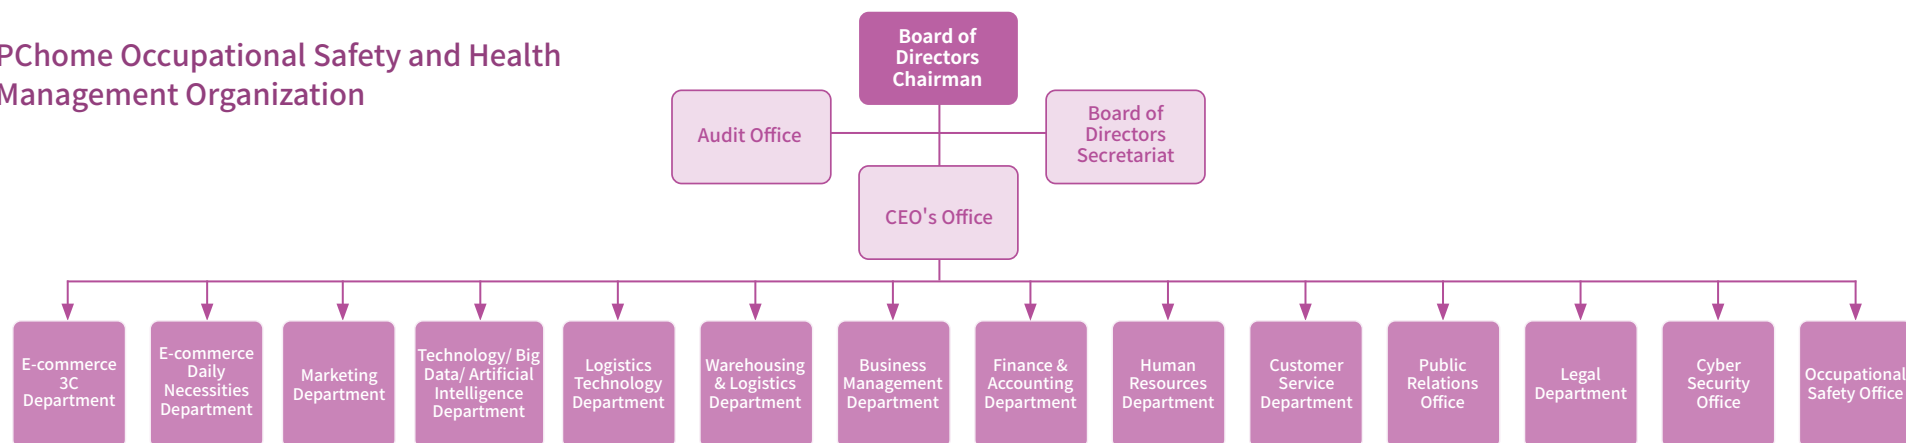 PChome Occupational Safety and Health
Management Organization
Board of
Directors
Chairman
Audit Office
Board of
Directors
Secretariat
CEO's Office
E-commerce
3C
Department
E-commerce
Daily
Necessities
Department
Marketing
Department
Technology/ Big
Data/ Artificial
Intelligence
Department
Logistics
Technology
Department
Warehousing
& Logistics
Department
Business
Management
Department
Finance &
Accounting
Department
Human
Resources
Department
Customer
Service
Department
Public
Relations
Office
Legal
Department
Cyber
Security
Office
Occupational
Safety Office